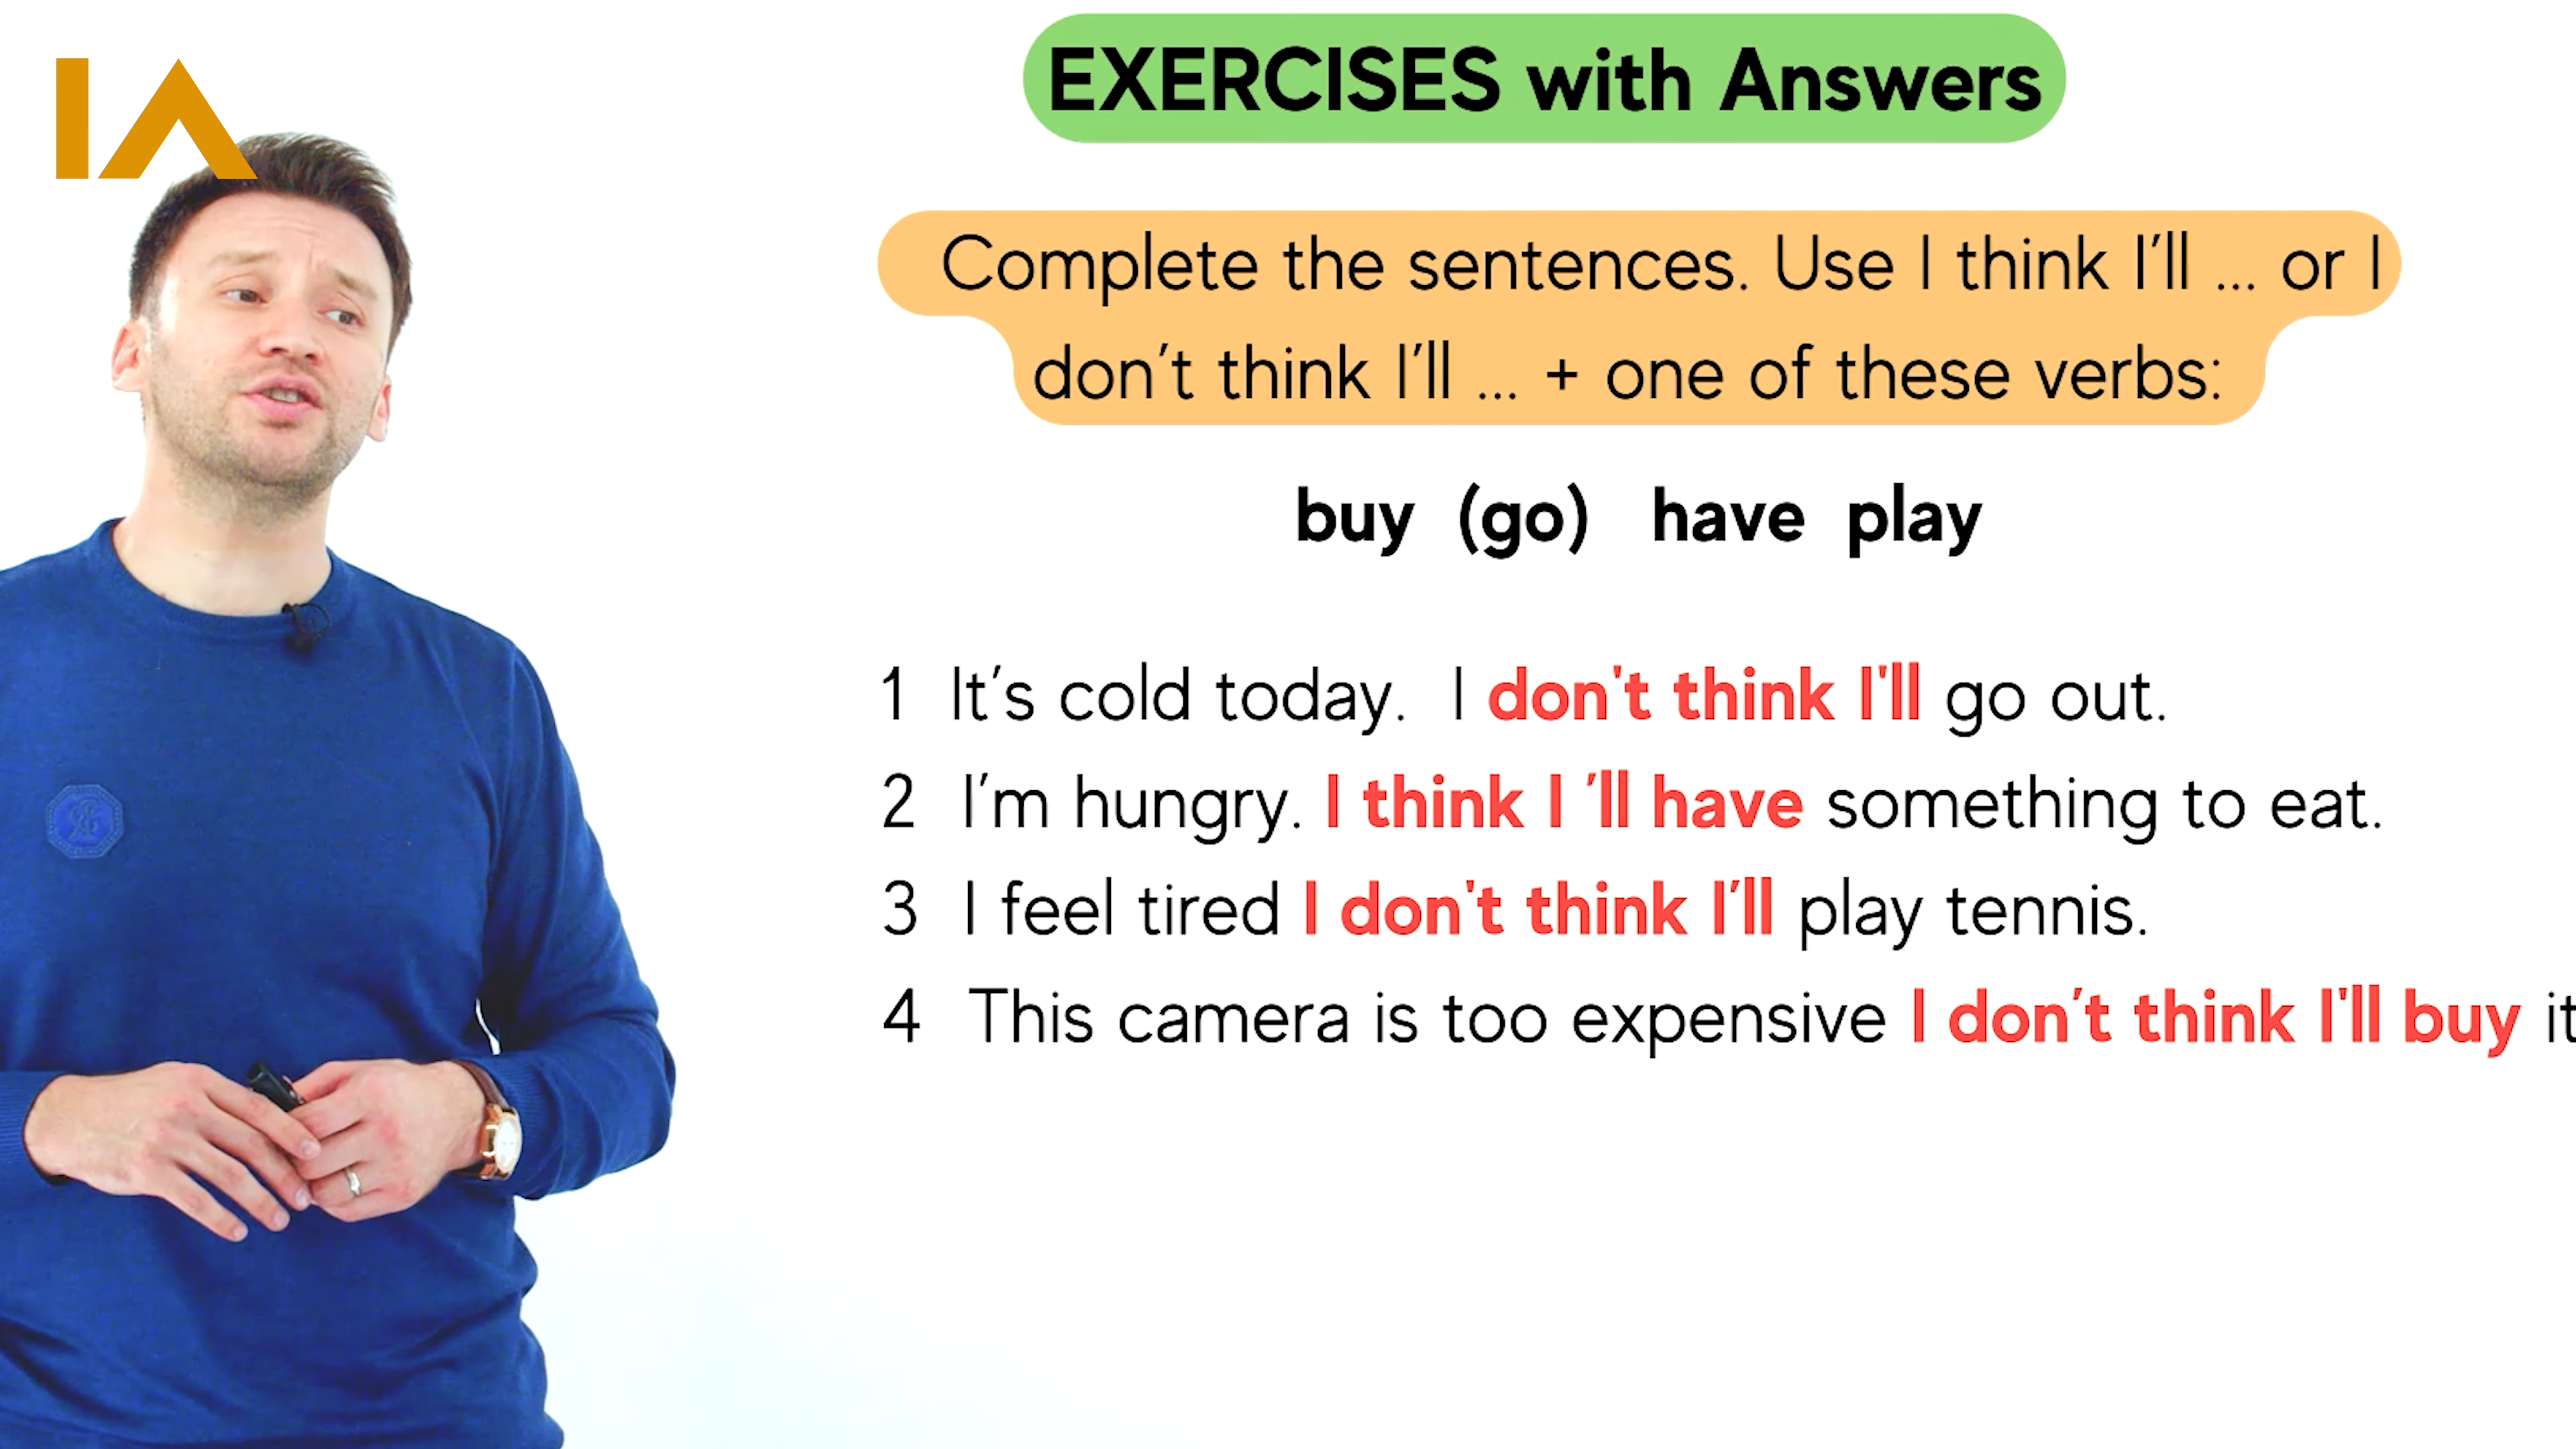 IA
EXERCISES with Answers
Complete the sentences. Use I think I’ll ... or I
don’t think I’ll ... + one of these verbs:
buy (go) have play
1 It’s cold today. I don't think I'll go out.
2 I’m hungry. I think I ’ll have something to eat.
3 I feel tired I don't think I’ll play tennis.
4 This camera is too expensive I don’t think I'll buy it